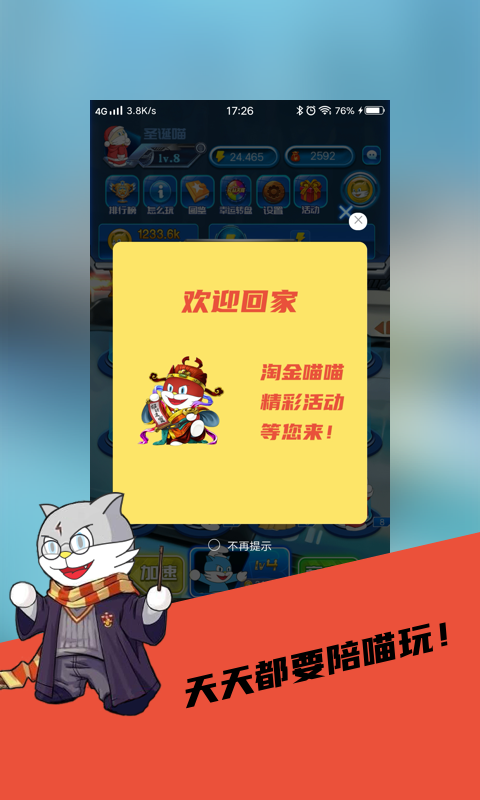 4G 3.8K/s 17:26 76%
圣诞喵
lv.8 24.465 2592
排行榜 怎么玩 图鉴 幸运转盘 设置 活动
1233.6k
欢迎回家
淘金喵喵
精彩活动
等您来！
8
不再提示
加速 lv4
天天都要陪喵玩！